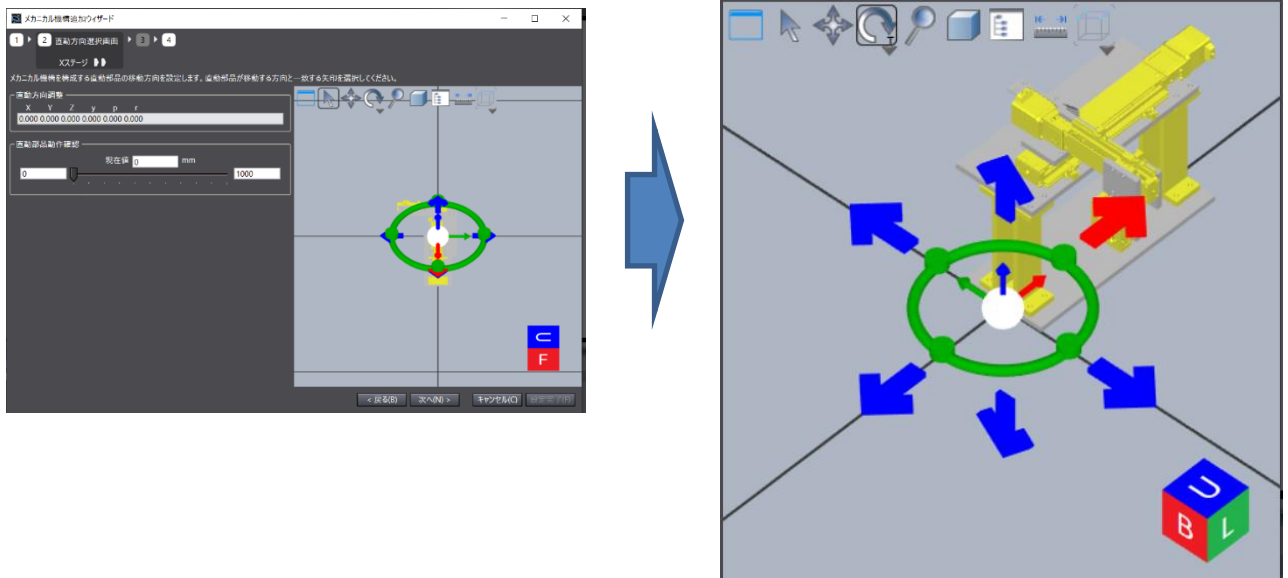 メカニカル機構追加ウィザード
1 2 直動方向選択画面 3 4
Xステージ
メカニカル機構を構成する直動部品の移動方向を設定します。直動部品が移動する方向と一致する矢印を選択してください。
直動方向調整
X Y Z y p r
0.000 0.000 0.000 0.000 0.000 0.000
直動部品動作確認
現在値 0 mm
0 1000
U
F
< 戻る(B) 次へ(N) > キャンセル(C)
T
U
B L